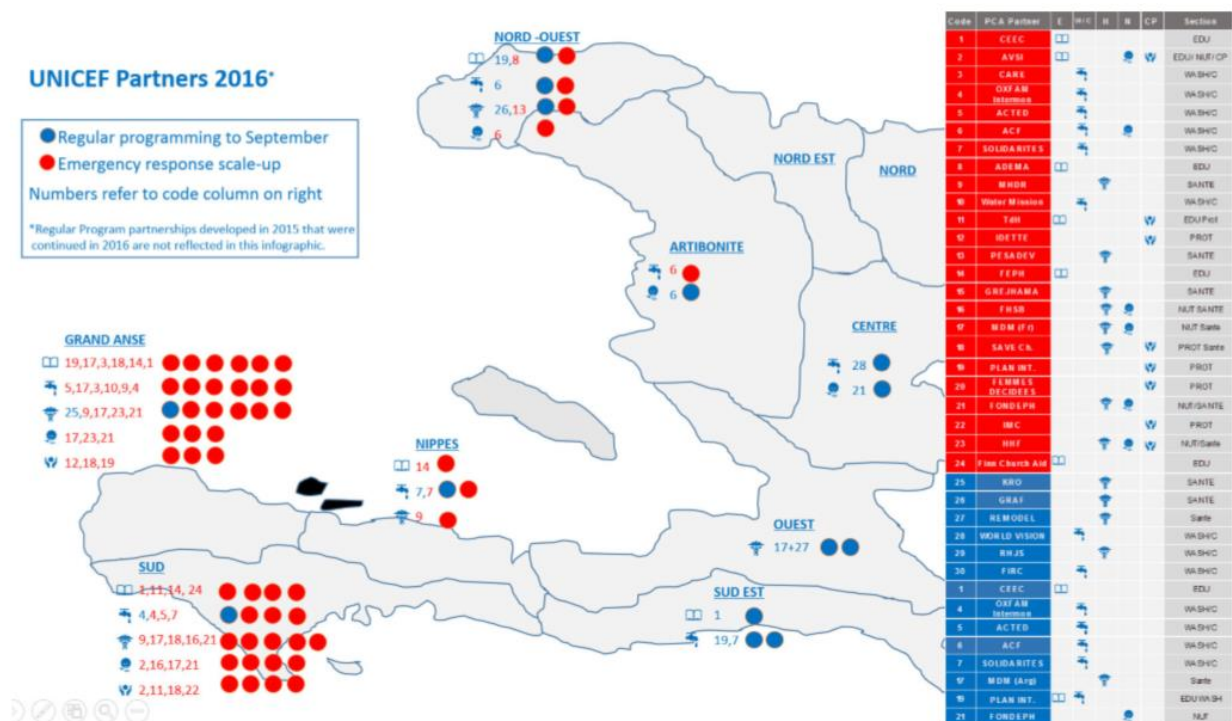 UNICEF Partners 2016*
Regular programming to September
Emergency response scale-up
Numbers refer to code column on right
*Regular Program partnerships developed in 2015 that were
continued in 2016 are not reflected in this infographic.
NORD -OUEST
19,8
6
26,13
6
NORD EST
NORD
ARTIBONITE
6
6
CENTRE
28
21
GRAND ANSE
19,17,3,18,14,1
5,17,3,10,9,4
25,9,17,23,21
17,23,21
12,18,19
NIPPES
14
7,7
9
OUEST
17+27
SUD
1,11,14, 24
4,4,5,7
9,17,18,16,21
2,16,17,21
2,11,18,22
SUD EST
1
19,7
Code PCA Partner E W/C H N CP Section
1 CEEC EDU
2 AVSI EDU/ NUT/ CP
3 CARE WASH/C
4 OXFAM Intermon WASH/C
5 ACTED WASH/C
6 ACF WASH/C
7 SOLIDARITES WASH/C
8 ADEMA EDU
9 MHDR SANTE
10 Water Mission WASH/C
11 TdH EDU Prot
12 IDETTE PROT
13 PESADEV SANTE
14 FEPH EDU
15 GREJHAMA SANTE
16 FHSB NUT SANTE
17 MDM (Fr) NUT Sante
18 SAVE Ch. PROT Sante
19 PLAN INT. PROT
20 FEMMES DECIDEES PROT
21 FONDEPH NUT/SANTE
22 IMC PROT
23 HHF NUT/Sante
24 Finn Church Aid EDU
25 KRO SANTE
26 GRAF SANTE
27 REMODEL Sante
28 WORLD VISION WASH/C
29 RHJS WASH/C
30 FIRC WASH/C
1 CEEC EDU
4 OXFAM Intermon WASH/C
5 ACTED WASH/C
6 ACF WASH/C
7 SOLIDARITES WASH/C
17 MDM (Arg) Sante
19 PLAN INT. EDU WASH
21 FONDEPH NUT